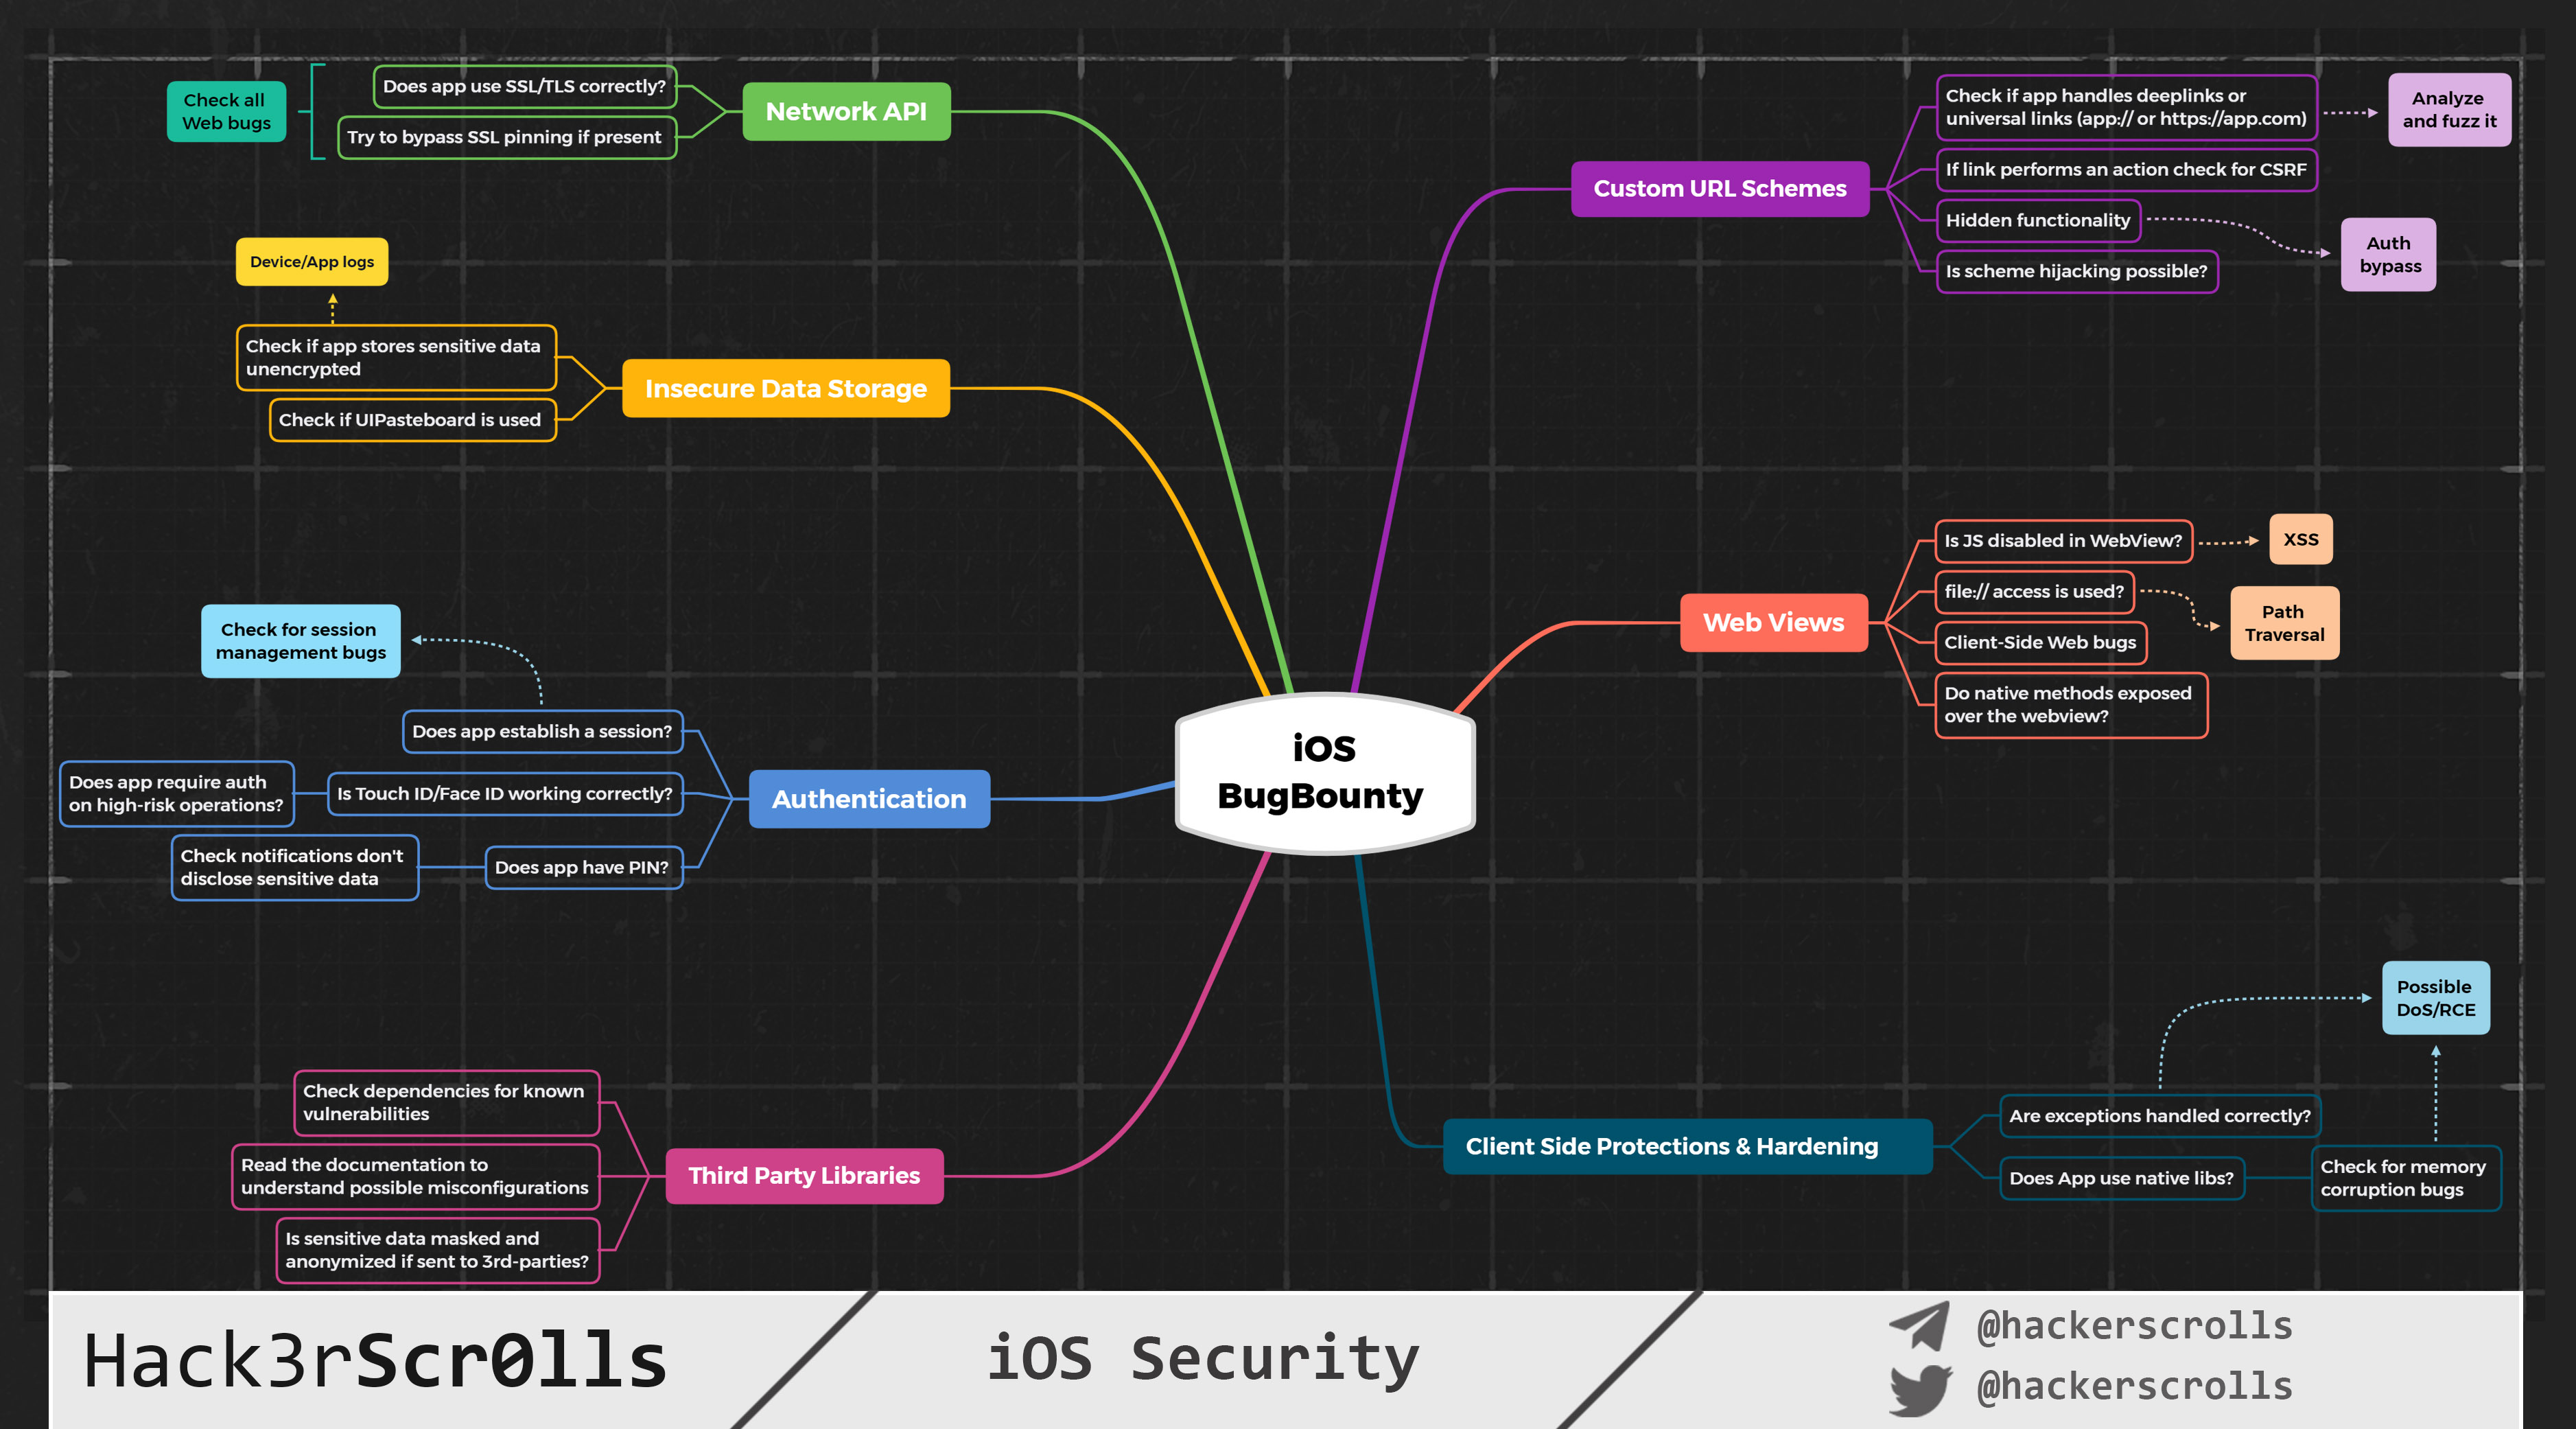 Check all
Web bugs
Does app use SSL/TLS correctly?
Try to bypass SSL pinning if present
Network API
Device/App logs
Check if app stores sensitive data
unencrypted
Check if UIPasteboard is used
Insecure Data Storage
Check for session
management bugs
Does app establish a session?
Does app require auth
on high-risk operations?
Is Touch ID/Face ID working correctly?
Check notifications don't
disclose sensitive data
Does app have PIN?
Authentication
Check dependencies for known
vulnerabilities
Read the documentation to
understand possible misconfigurations
Is sensitive data masked and
anonymized if sent to 3rd-parties?
Third Party Libraries
iOS
BugBounty
Custom URL Schemes
Check if app handles deeplinks or
universal links (app:// or https://app.com)
Analyze
and fuzz it
If link performs an action check for CSRF
Hidden functionality
Auth
bypass
Is scheme hijacking possible?
Web Views
Is JS disabled in WebView?
XSS
file:// access is used?
Path
Traversal
Client-Side Web bugs
Do native methods exposed
over the webview?
Client Side Protections & Hardening
Possible
DoS/RCE
Are exceptions handled correctly?
Does App use native libs?
Check for memory
corruption bugs
Hack3rScr0lls
iOS Security
@hackerscrolls
@hackerscrolls